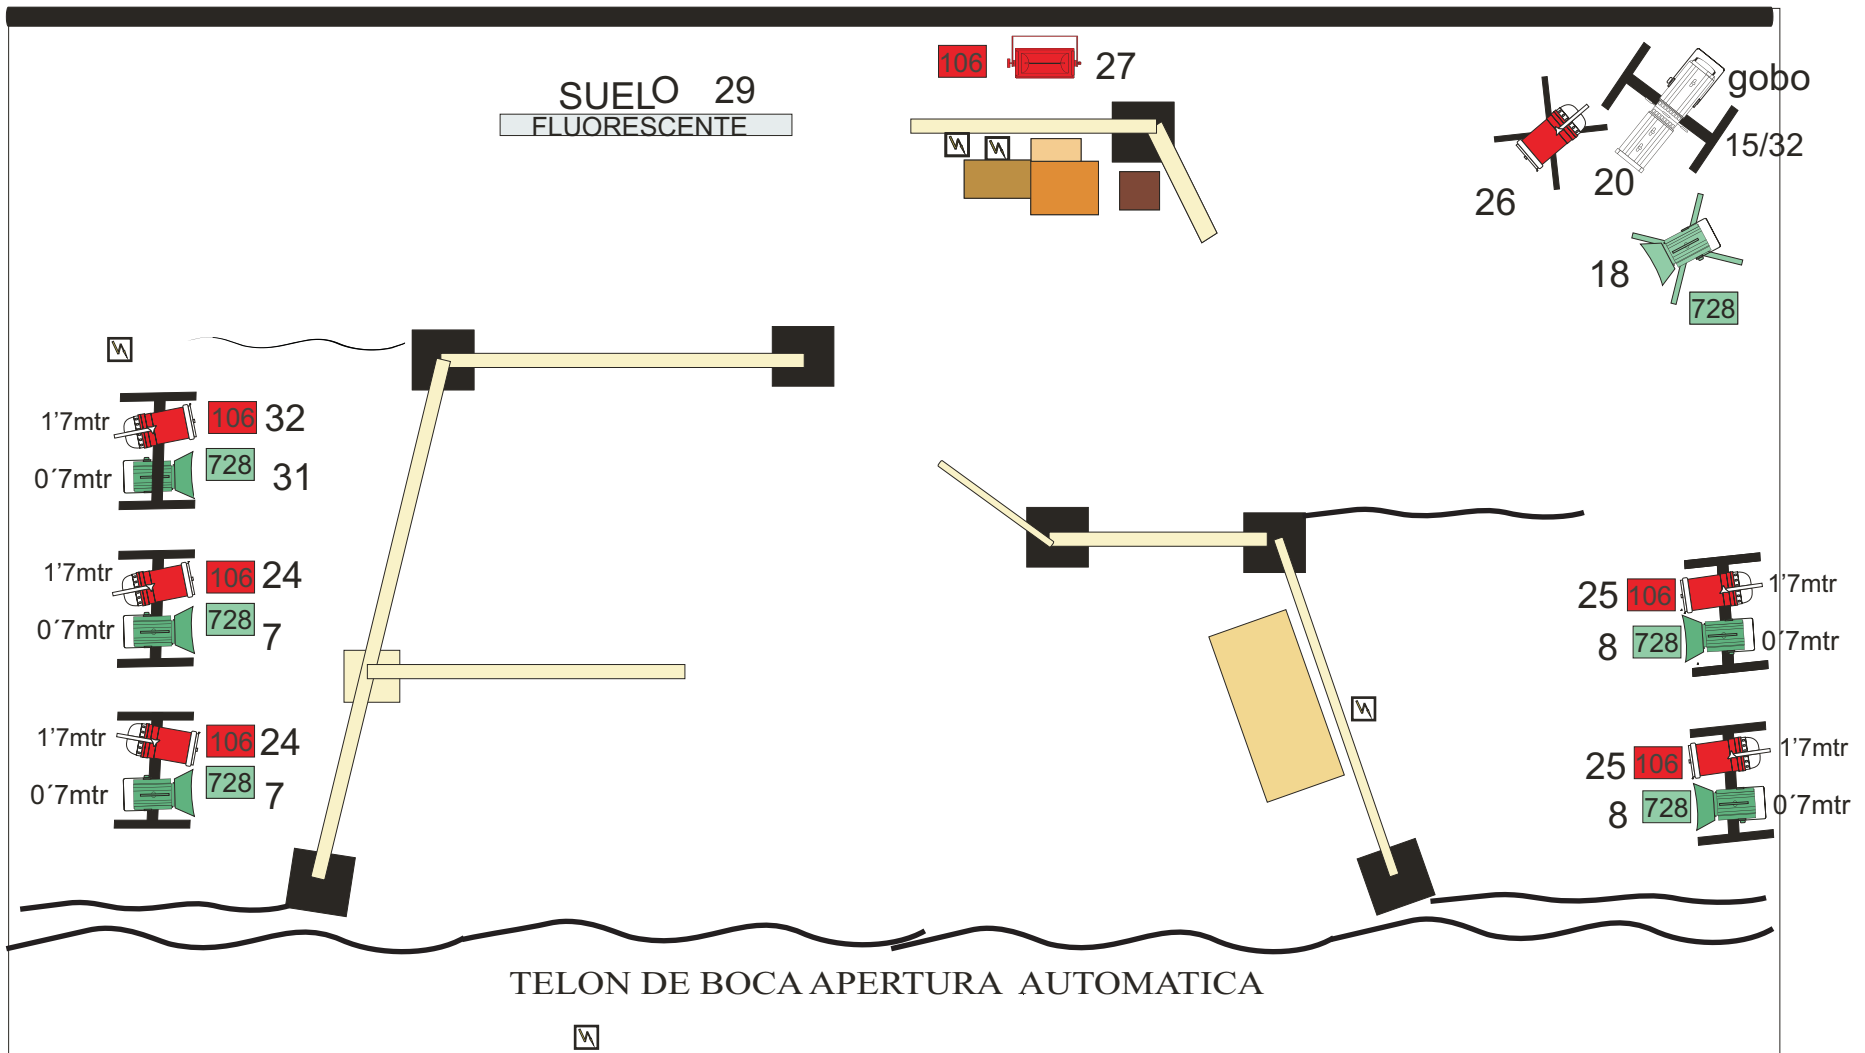 106 27
SUELO 29
FLUORESCENTE
gobo
15/32
20
26
18
728
1'7mtr 106 32
0´7mtr 728 31
1'7mtr 106 24
0´7mtr 728 7
25 106 1'7mtr
8 728 0´7mtr
1'7mtr 106 24
0´7mtr 728 7
25 106 1'7mtr
8 728 0´7mtr
TELON DE BOCA APERTURA AUTOMATICA